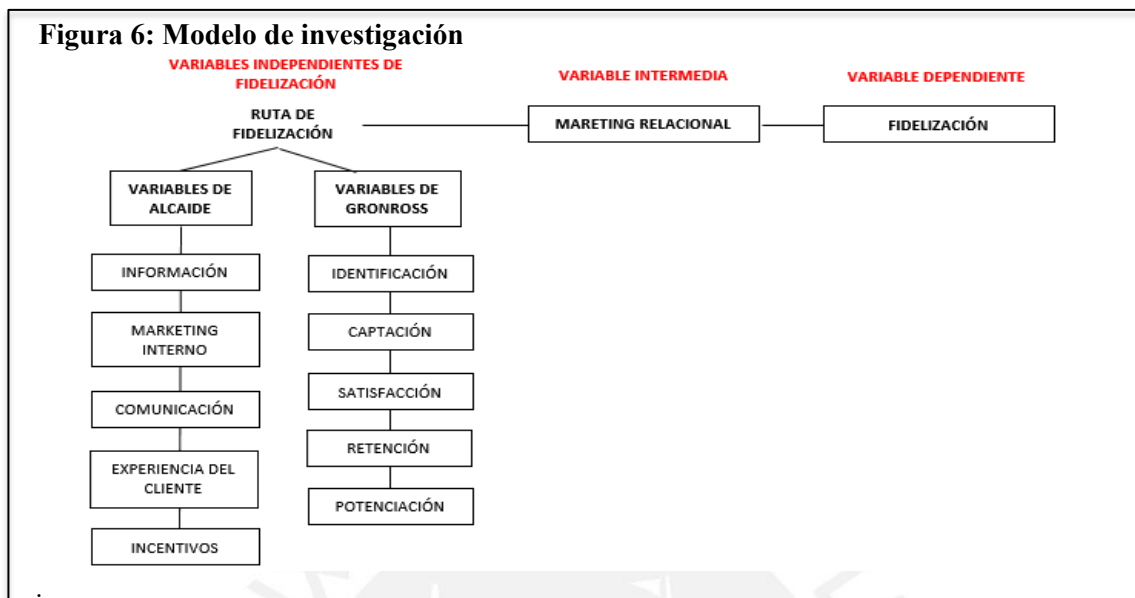 Figura 6: Modelo de investigación
VARIABLES INDEPENDIENTES DE
FIDELIZACIÓN
VARIABLE INTERMEDIA
VARIABLE DEPENDIENTE
RUTA DE
FIDELIZACIÓN
MARETING RELACIONAL
FIDELIZACIÓN
VARIABLES DE
ALCAIDE
VARIABLES DE
GRONROSS
INFORMACIÓN
IDENTIFICACIÓN
MARKETING
INTERNO
CAPTACIÓN
COMUNICACIÓN
SATISFACCIÓN
EXPERIENCIA DEL
CLIENTE
RETENCIÓN
INCENTIVOS
POTENCIACIÓN